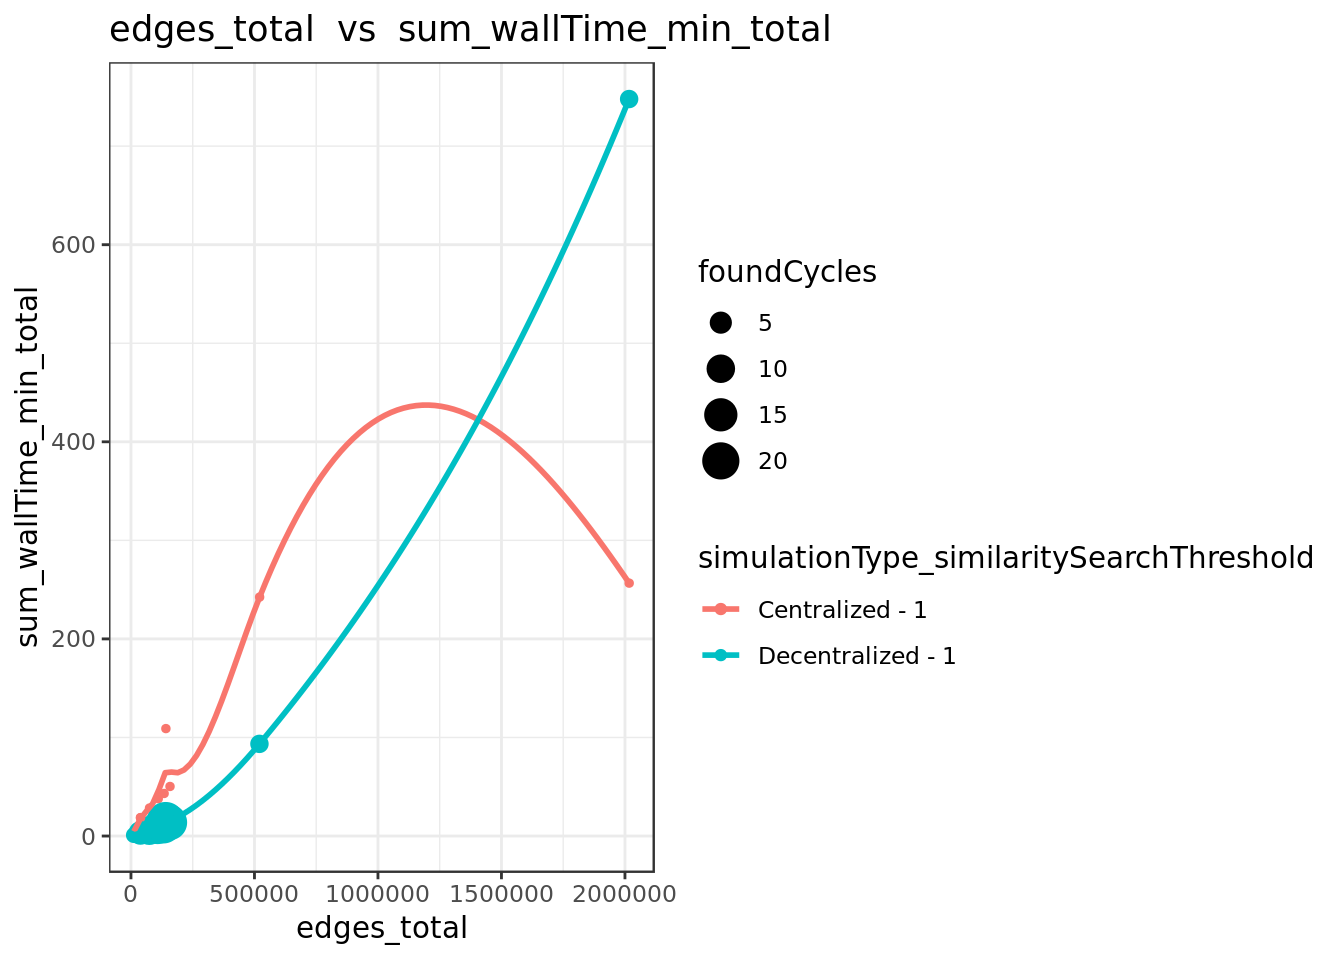 edges_total  vs  sum_wallTime_min_total
sum_wallTime_min_total
600
400
200
0
0
500000
1000000
1500000
2000000
edges_total
foundCycles
5
10
15
20
simulationType_similaritySearchThreshold
Centralized - 1
Decentralized - 1